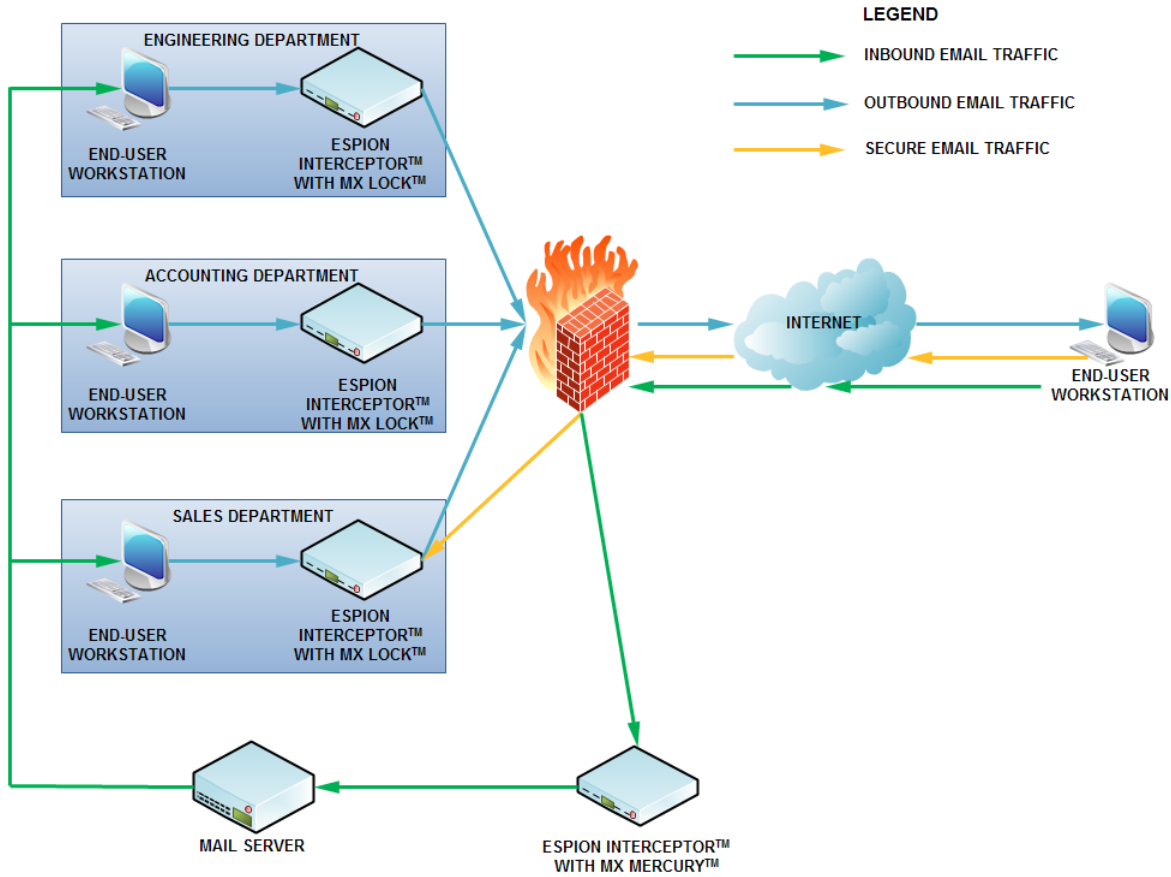 LEGEND
INBOUND EMAIL TRAFFIC
OUTBOUND EMAIL TRAFFIC
SECURE EMAIL TRAFFIC
ENGINEERING DEPARTMENT
END-USER
WORKSTATION
ESPION
INTERCEPTOR™
WITH MX LOCK™
ACCOUNTING DEPARTMENT
END-USER
WORKSTATION
ESPION
INTERCEPTOR™
WITH MX LOCK™
INTERNET
END-USER
WORKSTATION
SALES DEPARTMENT
END-USER
WORKSTATION
ESPION
INTERCEPTOR™
WITH MX LOCK™
MAIL SERVER
ESPION INTERCEPTOR™
WITH MX MERCURY™